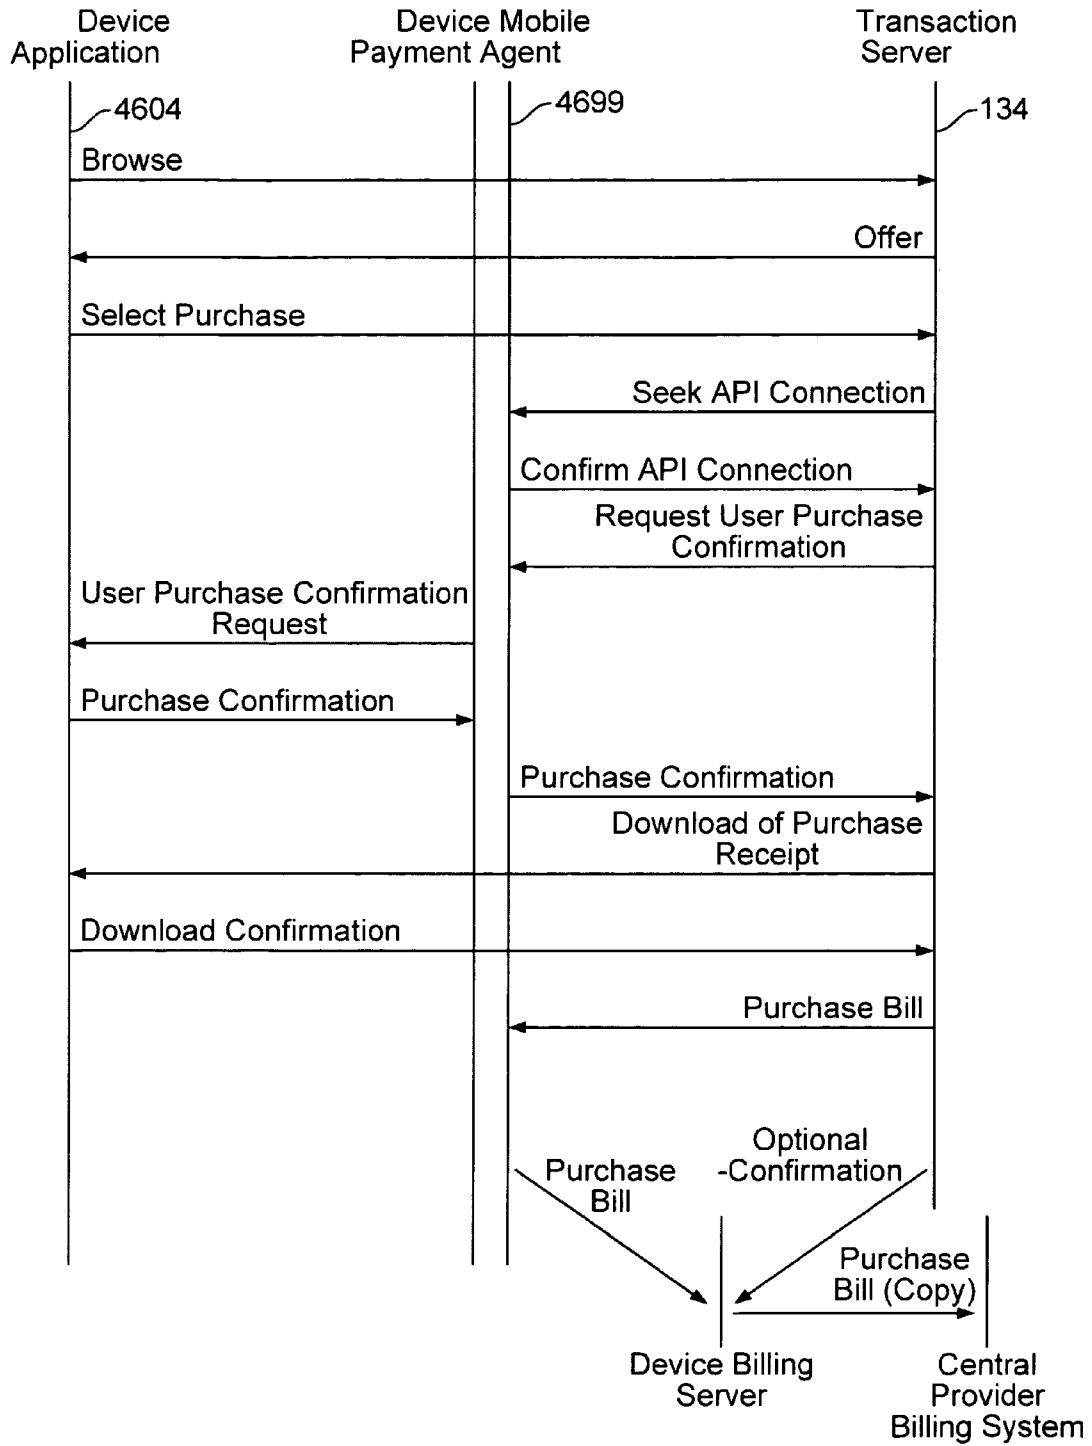 Device
Application
Device Mobile
Payment Agent
Transaction
Server
4604
4699
134
Browse
Offer
Select Purchase
Seek API Connection
Confirm API Connection
Request User Purchase
Confirmation
User Purchase Confirmation
Request
Purchase Confirmation
Purchase Confirmation
Download of Purchase
Receipt
Download Confirmation
Purchase Bill
Purchase
Bill
Optional
-Confirmation
Purchase
Bill (Copy)
Device Billing
Server
Central
Provider
Billing System